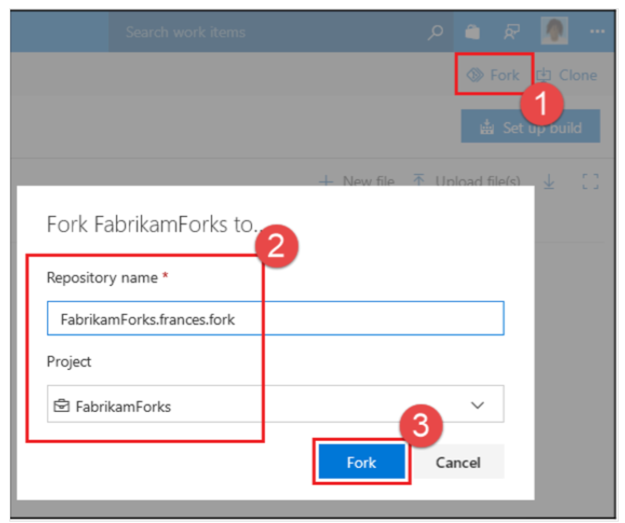 Search work items
Fork Clone
1
Set up build
New file Upload file(s)
Fork FabrikamForks to...
2
Repository name *
FabrikamForks.frances.fork
Project
FabrikamForks
3
Fork Cancel